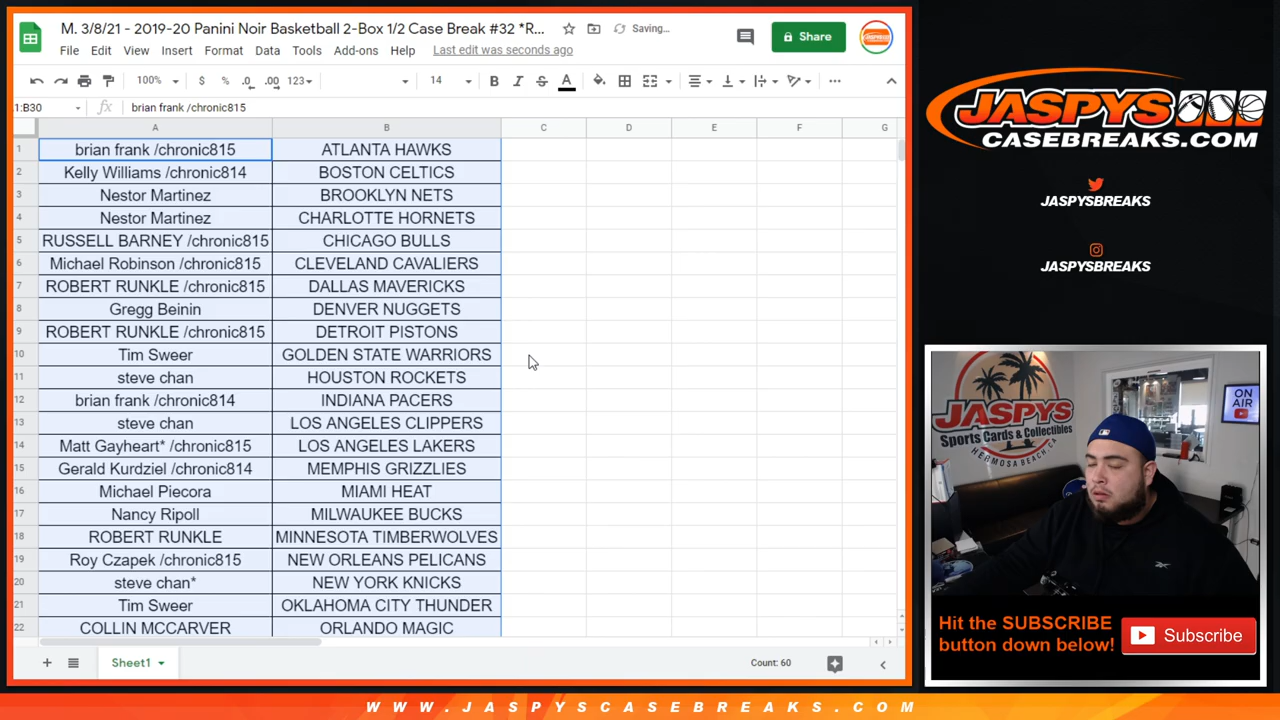 M. 3/8/21 - 2019-20 Panini Noir Basketball 2-Box 1/2 Case Break #32 *R...
Saving...
Share
File Edit View Insert Format Data Tools Add-ons Help Last edit was seconds ago
100% $ % .0 .00 123 14 B I S A
1:B30 fx brian frank /chronic815
A B C D E F G
1 brian frank /chronic815 ATLANTA HAWKS
2 Kelly Williams /chronic814 BOSTON CELTICS
3 Nestor Martinez BROOKLYN NETS
4 Nestor Martinez CHARLOTTE HORNETS
5 RUSSELL BARNEY /chronic815 CHICAGO BULLS
6 Michael Robinson /chronic815 CLEVELAND CAVALIERS
7 ROBERT RUNKLE /chronic815 DALLAS MAVERICKS
8 Gregg Beinin DENVER NUGGETS
9 ROBERT RUNKLE /chronic815 DETROIT PISTONS
10 Tim Sweer GOLDEN STATE WARRIORS
11 steve chan HOUSTON ROCKETS
12 brian frank /chronic814 INDIANA PACERS
13 steve chan LOS ANGELES CLIPPERS
14 Matt Gayheart* /chronic815 LOS ANGELES LAKERS
15 Gerald Kurdziel /chronic814 MEMPHIS GRIZZLIES
16 Michael Piecora MIAMI HEAT
17 Nancy Ripoll MILWAUKEE BUCKS
18 ROBERT RUNKLE MINNESOTA TIMBERWOLVES
19 Roy Czapek /chronic815 NEW ORLEANS PELICANS
20 steve chan* NEW YORK KNICKS
21 Tim Sweer OKLAHOMA CITY THUNDER
22 COLLIN MCCARVER ORLANDO MAGIC
Sheet1
Count: 60
JASPYS
CASEBREAKS.COM
JASPYSBREAKS
JASPYSBREAKS
JASPYS
Sports Cards & Collectibles
HERMOSA BEACH, CA
ON
AIR
Hit the SUBSCRIBE
button down below!
Subscribe
WWW.JASPYSCASEBREAKS.COM